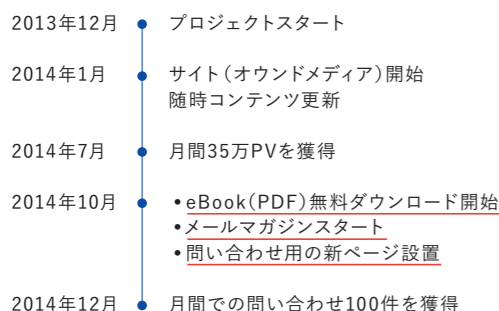 2013年12月 プロジェクトスタート
2014年1月 サイト(オウンドメディア)開始
随時コンテンツ更新
2014年7月 月間35万PVを獲得
2014年10月 •eBook(PDF)無料ダウンロード開始
•メールマガジンスタート
•問い合わせ用の新ページ設置
2014年12月 月間での問い合わせ100件を獲得